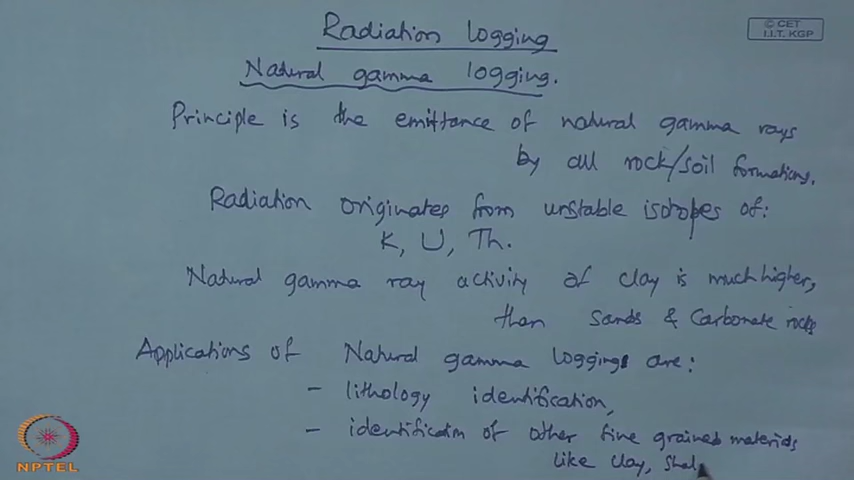 Radiation logging
© CET
I.I.T. KGP
Natural gamma logging.
Principle is the emittance of natural gamma rays
by all rock/soil formations.
Radiation originates from unstable isotopes of:
K, U, Th.
Natural gamma ray activity of clay is much higher,
than sands & Carbonate rocks
Applications of Natural gamma loggings are:
- lithology identification,
- identification of other fine grained materials
like clay, Shal
NPTEL